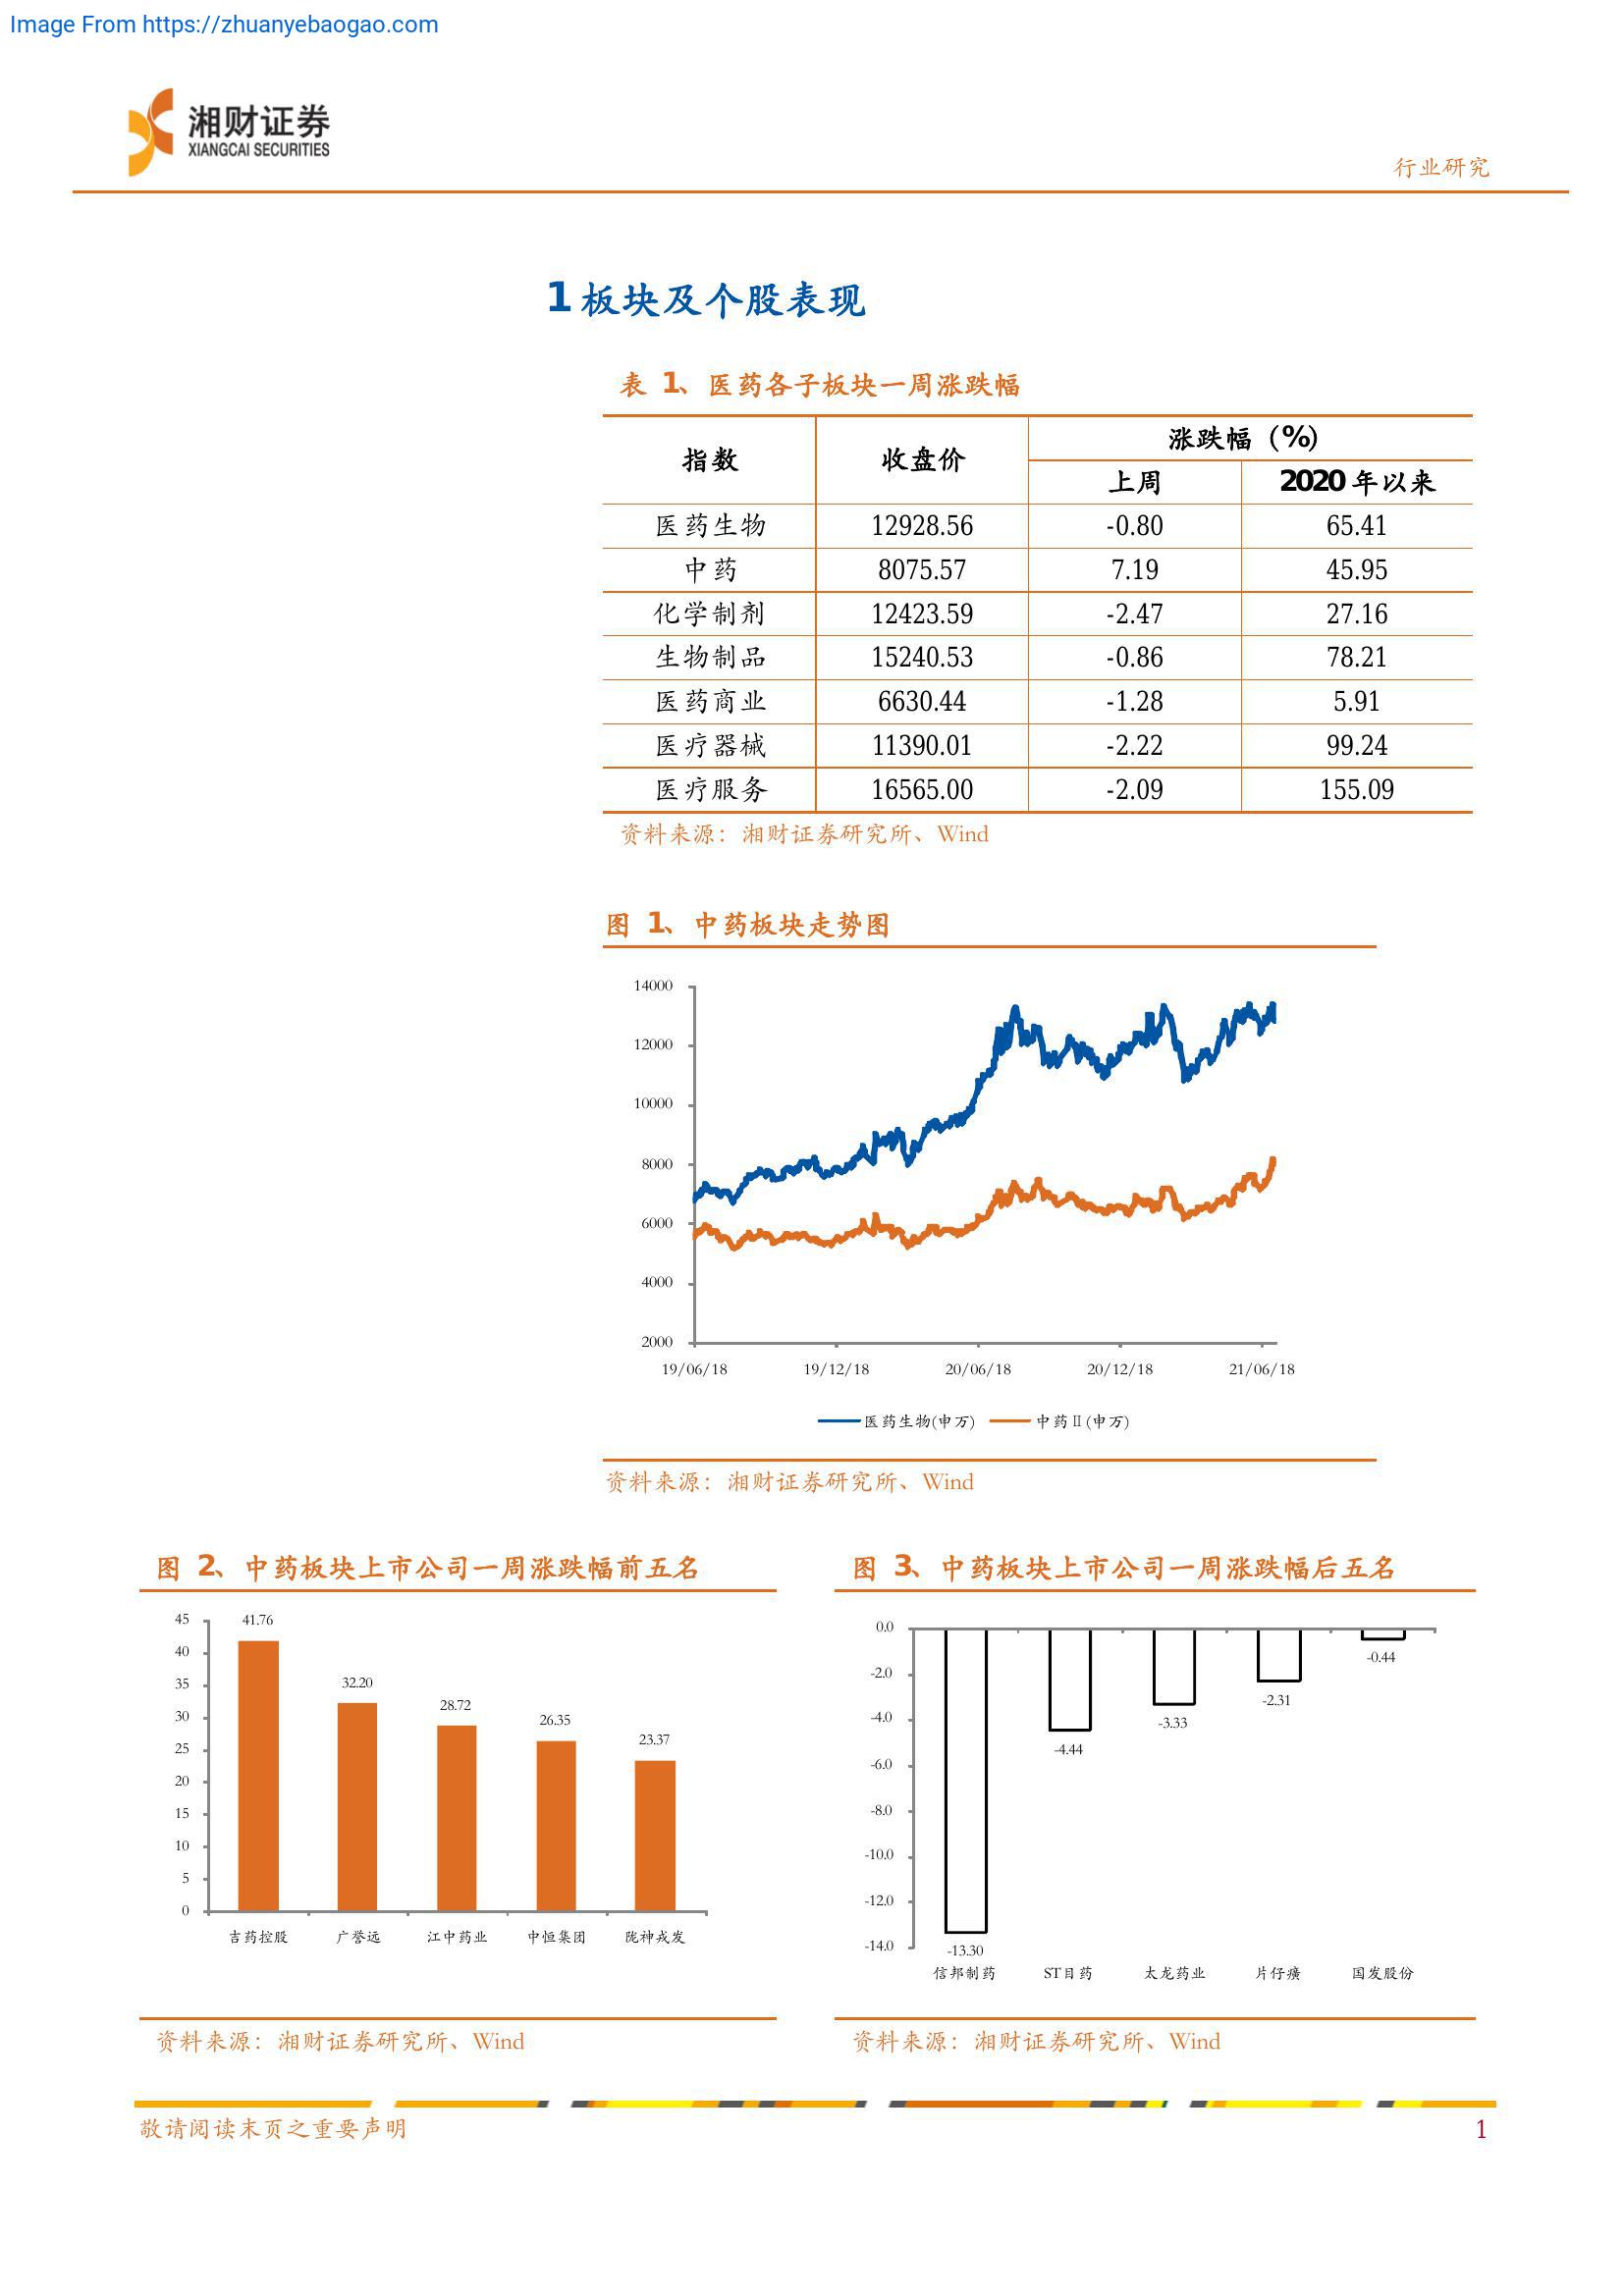 Image From https://zhuanyebaogao.com
湘财证券
XIANGCAI SECURITIES
行业研究
1 板块及个股表现
表 1、医药各子板块一周涨跌幅
指数 收盘价 涨跌幅（%）
上周 2020 年以来
医药生物 12928.56 -0.80 65.41
中药 8075.57 7.19 45.95
化学制剂 12423.59 -2.47 27.16
生物制品 15240.53 -0.86 78.21
医药商业 6630.44 -1.28 5.91
医疗器械 11390.01 -2.22 99.24
医疗服务 16565.00 -2.09 155.09
资料来源：湘财证券研究所、Wind
图 1、中药板块走势图
14000
12000
10000
8000
6000
4000
2000
19/06/18 19/12/18 20/06/18 20/12/18 21/06/18
医药生物(申万) 中药Ⅱ(申万)
资料来源：湘财证券研究所、Wind
图 2、中药板块上市公司一周涨跌幅前五名
45
40
35
30
25
20
15
10
5
0
41.76
32.20
28.72
26.35
23.37
吉药控股 广誉远 江中药业 中恒集团 陇神戎发
资料来源：湘财证券研究所、Wind
图 3、中药板块上市公司一周涨跌幅后五名
0.0
-2.0
-4.0
-6.0
-8.0
-10.0
-12.0
-14.0
-13.30
-4.44
-3.33
-2.31
-0.44
信邦制药 ST目药 太龙药业 片仔癀 国发股份
资料来源：湘财证券研究所、Wind
敬请阅读末页之重要声明
1